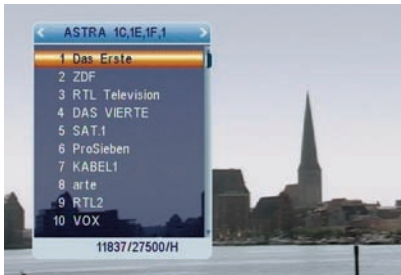 ASTRA 1C,1E,1F,1
1 Das Erste
2 ZDF
3 RTL Television
4 DAS VIERTE
5 SAT.1
6 ProSieben
7 KABEL1
8 arte
9 RTL2
10 VOX
11837/27500/H